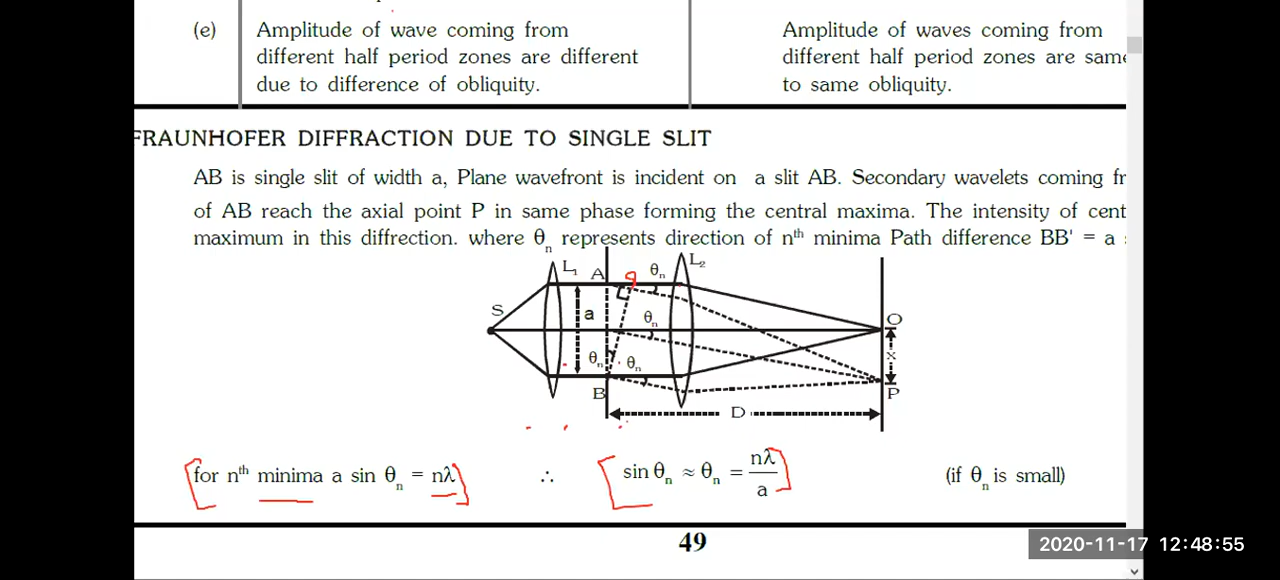 (e) Amplitude of wave coming from Amplitude of waves coming from
different half period zones are different different half period zones are same
due to difference of obliquity. to same obliquity.
FRAUNHOFER DIFFRACTION DUE TO SINGLE SLIT
AB is single slit of width a, Plane wavefront is incident on a slit AB. Secondary wavelets coming fr
of AB reach the axial point P in same phase forming the central maxima. The intensity of cent
maximum in this diffrection. where θn represents direction of nth minima Path difference BB' = a
L1 A θn L2
S a θn O
x
θn θn
B P
D
for nth minima a sin θn = nλ ∴ sin θn ≈ θn = nλ/a (if θn is small)
49
2020-11-17 12:48:55